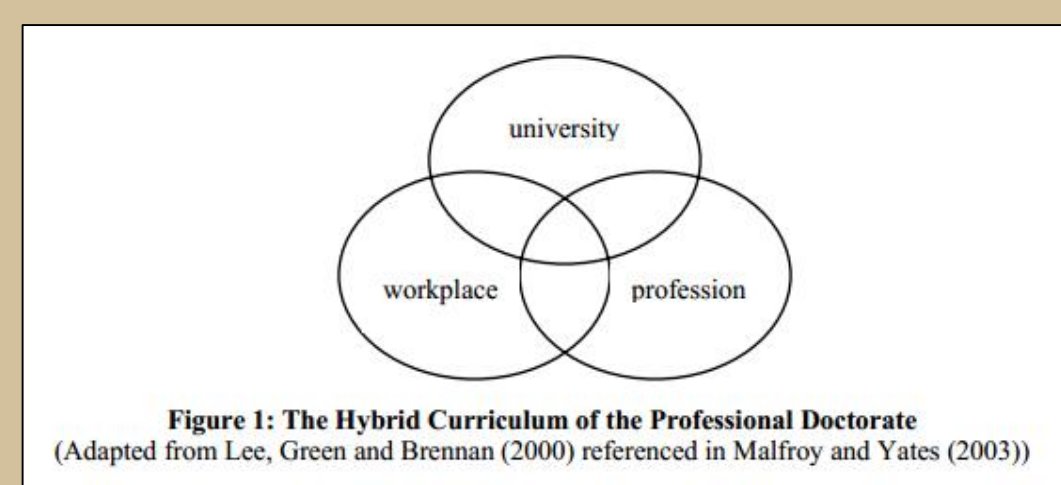 university
workplace profession
Figure 1: The Hybrid Curriculum of the Professional Doctorate
(Adapted from Lee, Green and Brennan (2000) referenced in Malfroy and Yates (2003))